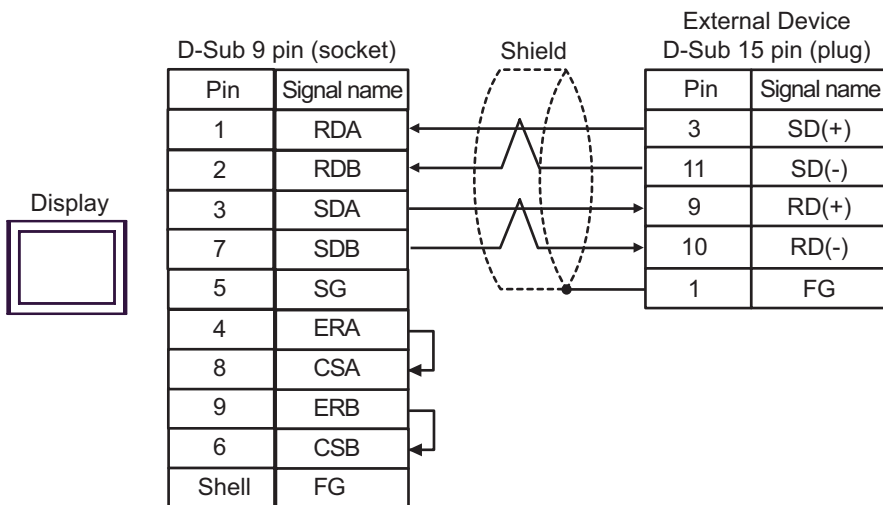 External Device
D-Sub 9 pin (socket) Shield D-Sub 15 pin (plug)
Pin Signal name Pin Signal name
1 RDA 3 SD(+)
2 RDB 11 SD(-)
Display
3 SDA 9 RD(+)
7 SDB 10 RD(-)
5 SG 1 FG
4 ERA
8 CSA
9 ERB
6 CSB
Shell FG